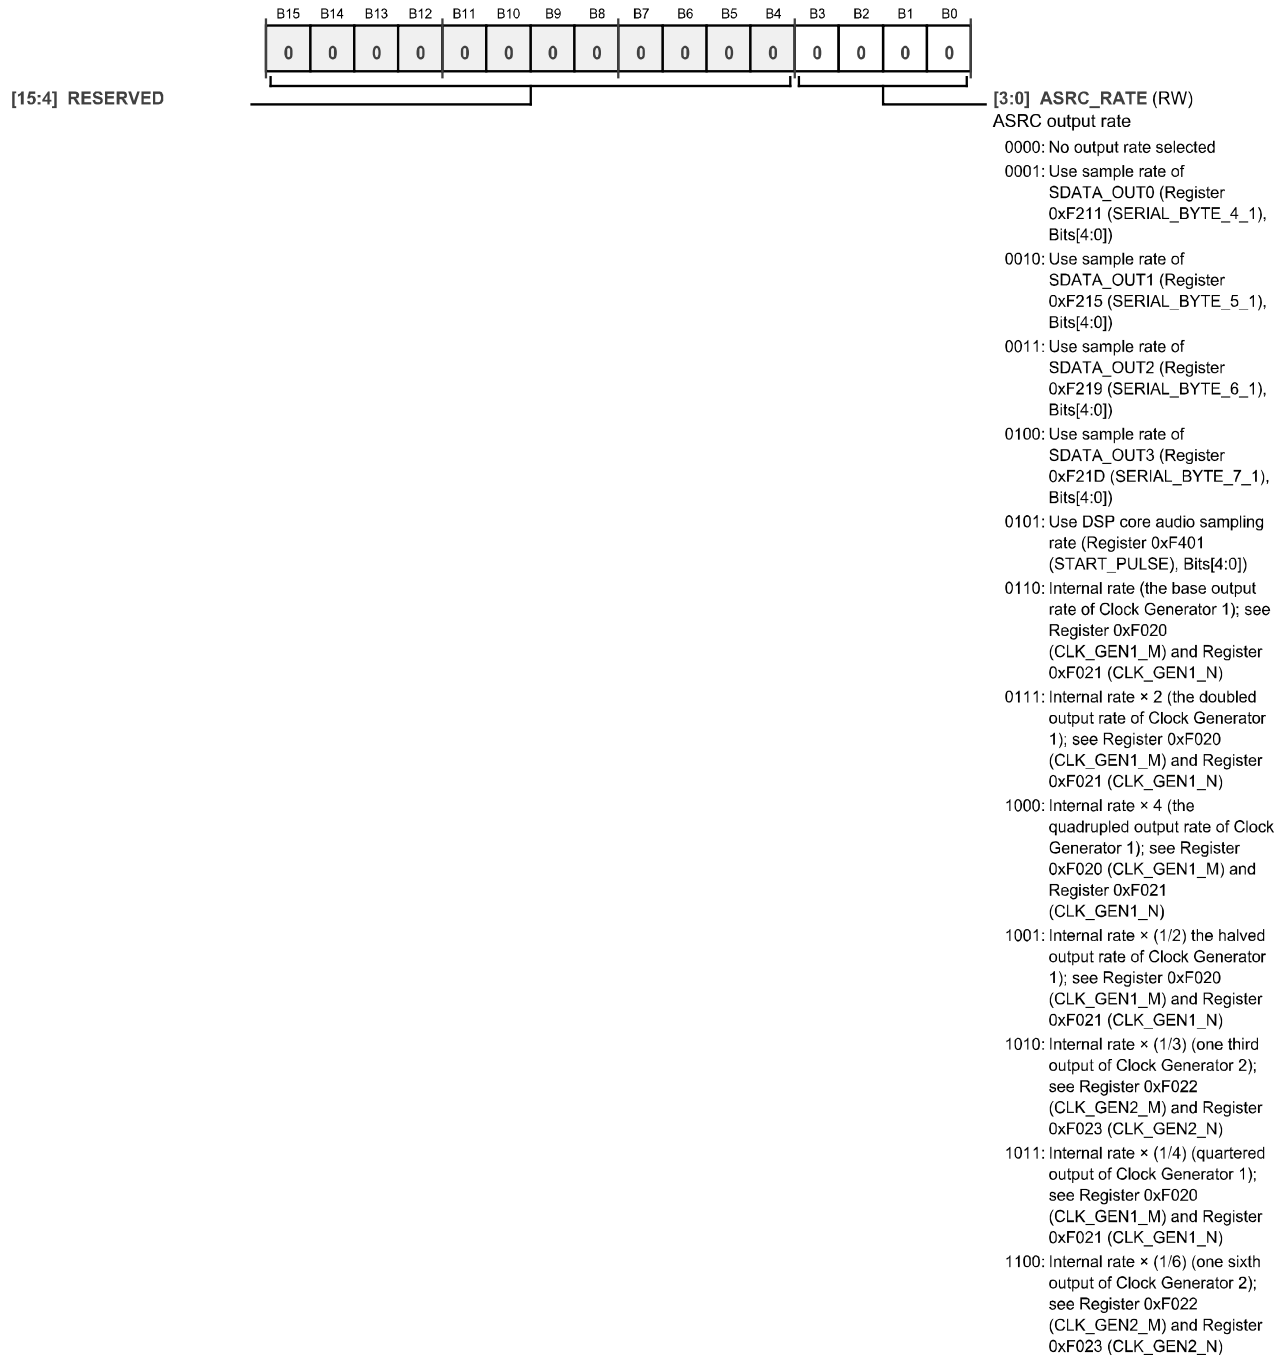 B15 B14 B13 B12 B11 B10 B9 B8 B7 B6 B5 B4 B3 B2 B1 B0
0 0 0 0 0 0 0 0 0 0 0 0 0 0 0 0
[15:4] RESERVED
[3:0] ASRC_RATE (RW)
ASRC output rate
0000: No output rate selected
0001: Use sample rate of
SDATA_OUT0 (Register
0xF211 (SERIAL_BYTE_4_1),
Bits[4:0])
0010: Use sample rate of
SDATA_OUT1 (Register
0xF215 (SERIAL_BYTE_5_1),
Bits[4:0])
0011: Use sample rate of
SDATA_OUT2 (Register
0xF219 (SERIAL_BYTE_6_1),
Bits[4:0])
0100: Use sample rate of
SDATA_OUT3 (Register
0xF21D (SERIAL_BYTE_7_1),
Bits[4:0])
0101: Use DSP core audio sampling
rate (Register 0xF401
(START_PULSE), Bits[4:0])
0110: Internal rate (the base output
rate of Clock Generator 1); see
Register 0xF020
(CLK_GEN1_M) and Register
0xF021 (CLK_GEN1_N)
0111: Internal rate × 2 (the doubled
output rate of Clock Generator
1); see Register 0xF020
(CLK_GEN1_M) and Register
0xF021 (CLK_GEN1_N)
1000: Internal rate × 4 (the
quadrupled output rate of Clock
Generator 1); see Register
0xF020 (CLK_GEN1_M) and
Register 0xF021
(CLK_GEN1_N)
1001: Internal rate × (1/2) the halved
output rate of Clock Generator
1); see Register 0xF020
(CLK_GEN1_M) and Register
0xF021 (CLK_GEN1_N)
1010: Internal rate × (1/3) (one third
output of Clock Generator 2);
see Register 0xF022
(CLK_GEN2_M) and Register
0xF023 (CLK_GEN2_N)
1011: Internal rate × (1/4) (quartered
output of Clock Generator 1);
see Register 0xF020
(CLK_GEN1_M) and Register
0xF021 (CLK_GEN1_N)
1100: Internal rate × (1/6) (one sixth
output of Clock Generator 2);
see Register 0xF022
(CLK_GEN2_M) and Register
0xF023 (CLK_GEN2_N)